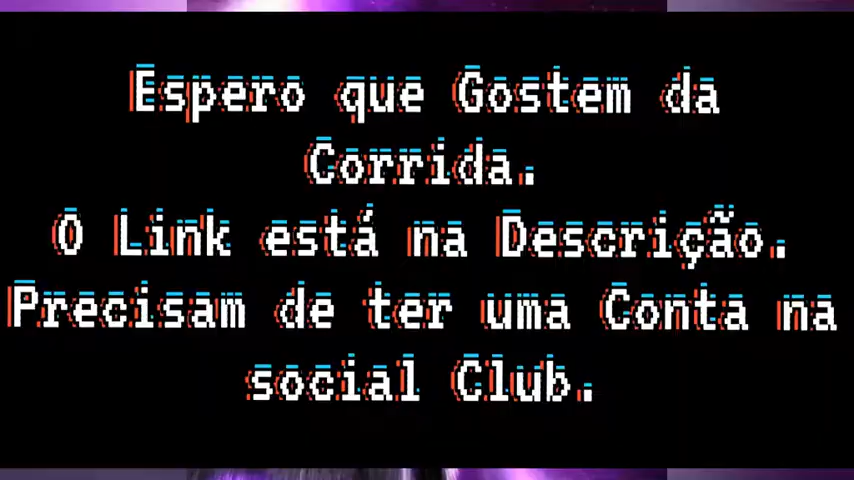 Espero que Gostem da
Corrida.
O Link está na Descrição.
Precisam de ter uma Conta na
social Club.